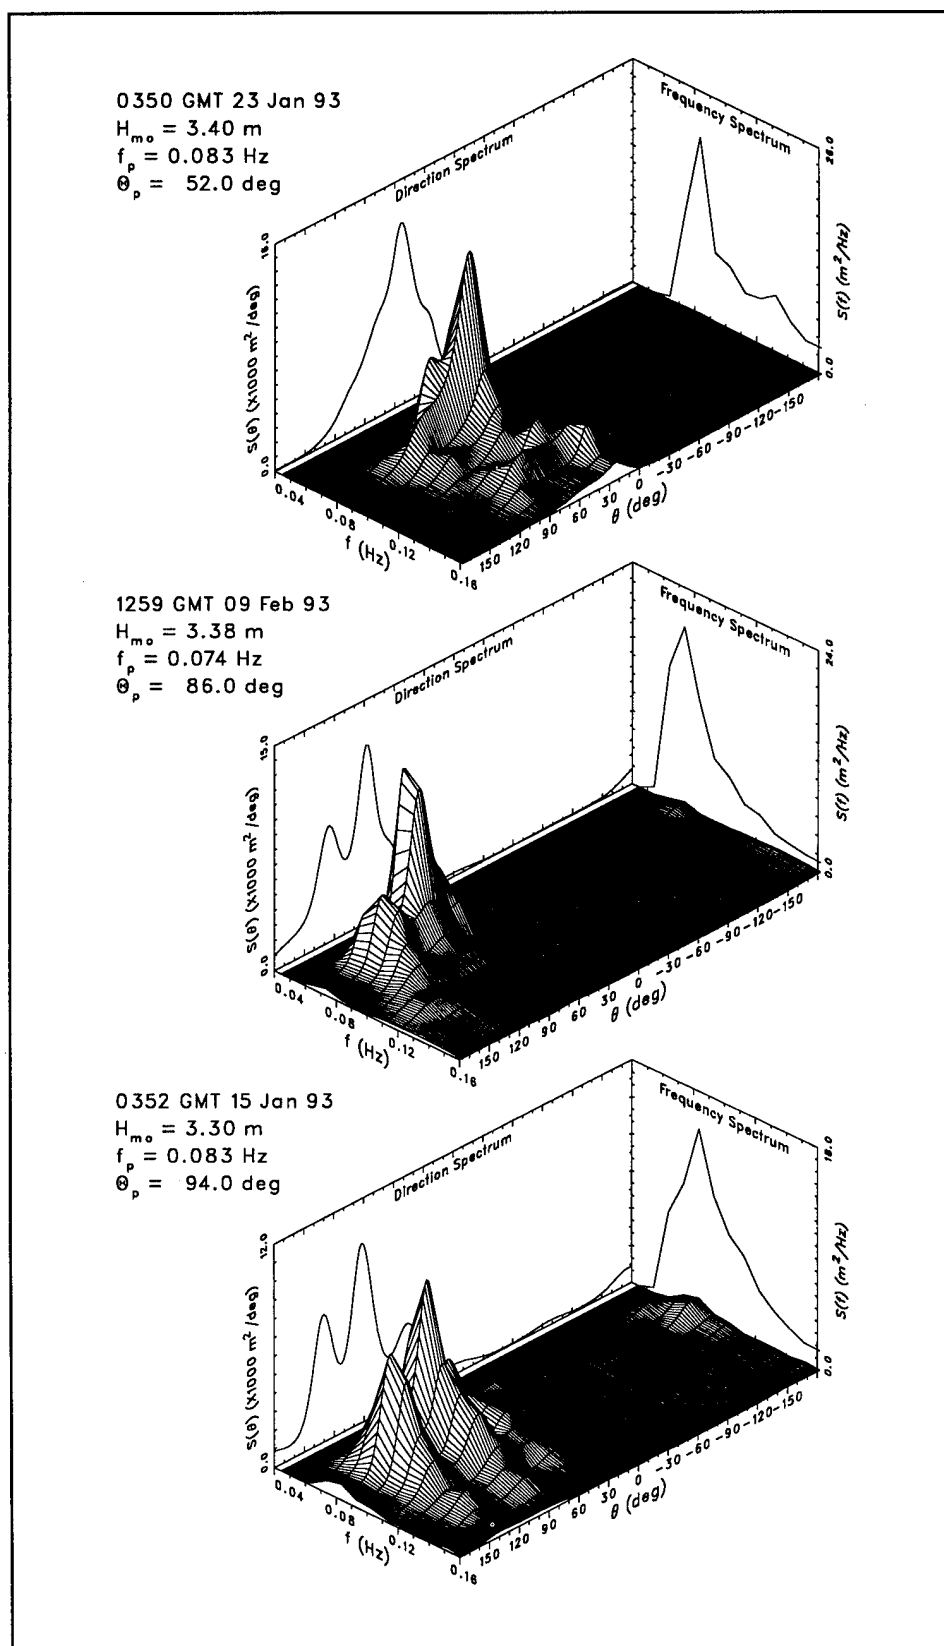 0350 GMT 23 Jan 93
Hmo = 3.40 m
fp = 0.083 Hz
Θp = 52.0 deg
Direction Spectrum
Frequency Spectrum
16.0
S(θ) (x1000 m²/deg)
0.0
26.0
S(f) (m²/Hz)
0.0
0.04
0.08
0.12
0.16
f (Hz)
150 120 90 60 30 0 -30 -60 -90 -120 -150
θ (deg)
1259 GMT 09 Feb 93
Hmo = 3.38 m
fp = 0.074 Hz
Θp = 86.0 deg
Direction Spectrum
Frequency Spectrum
15.0
S(θ) (x1000 m²/deg)
0.0
24.0
S(f) (m²/Hz)
0.0
0.04
0.08
0.12
0.16
f (Hz)
150 120 90 60 30 0 -30 -60 -90 -120 -150
θ (deg)
0352 GMT 15 Jan 93
Hmo = 3.30 m
fp = 0.083 Hz
Θp = 94.0 deg
Direction Spectrum
Frequency Spectrum
12.0
S(θ) (x1000 m²/deg)
0.0
18.0
S(f) (m²/Hz)
0.0
0.04
0.08
0.12
0.16
f (Hz)
150 120 90 60 30 0 -30 -60 -90 -120 -150
θ (deg)